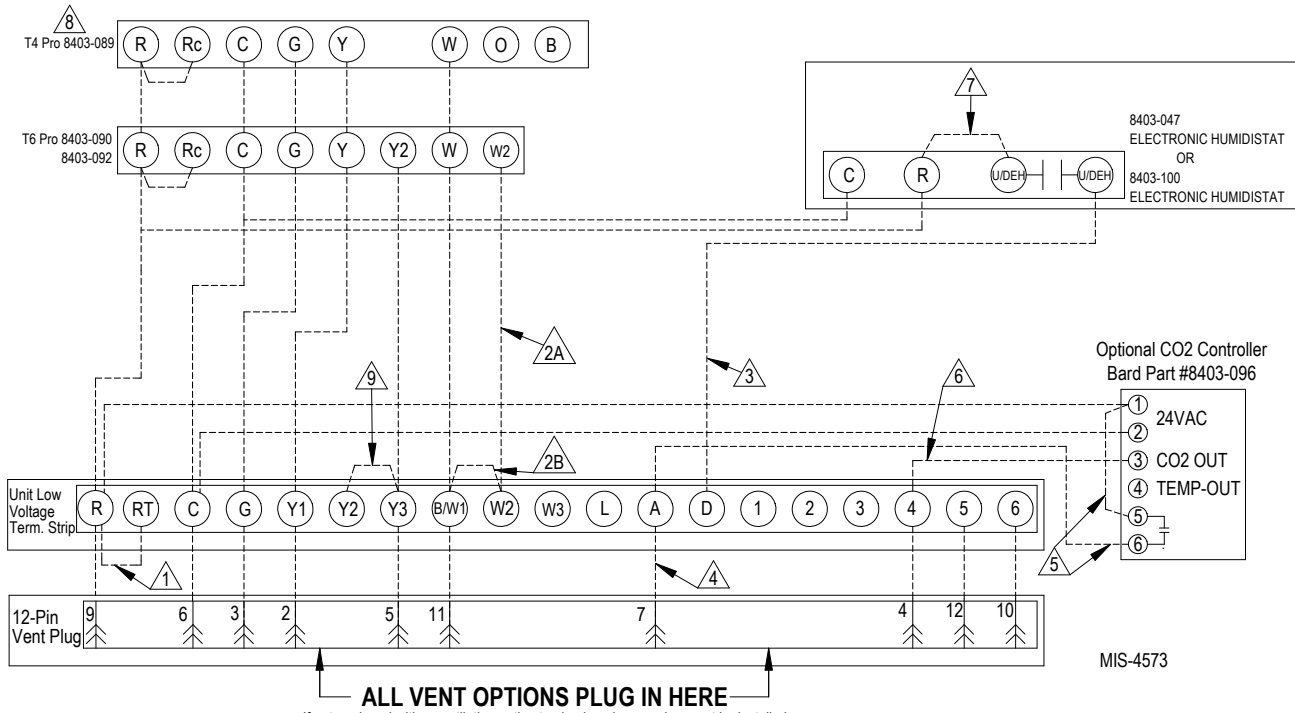 8
T4 Pro 8403-089
R Rc C G Y W O B
T6 Pro 8403-090
8403-092
R Rc C G Y Y2 W W2
7
8403-047
ELECTRONIC HUMIDISTAT
OR
8403-100
ELECTRONIC HUMIDISTAT
C R U/DEH U/DEH
2A
9
3
6
2B
Optional CO2 Controller
Bard Part #8403-096
1
24VAC
2
3 CO2 OUT
4 TEMP-OUT
5
6
5
Unit Low
Voltage
Term. Strip
R RT C G Y1 Y2 Y3 B/W1 W2 W3 L A D 1 2 3 4 5 6
1
4
12-Pin
Vent Plug
9 6 3 2 5 11 7 4 12 10
MIS-4573
ALL VENT OPTIONS PLUG IN HERE